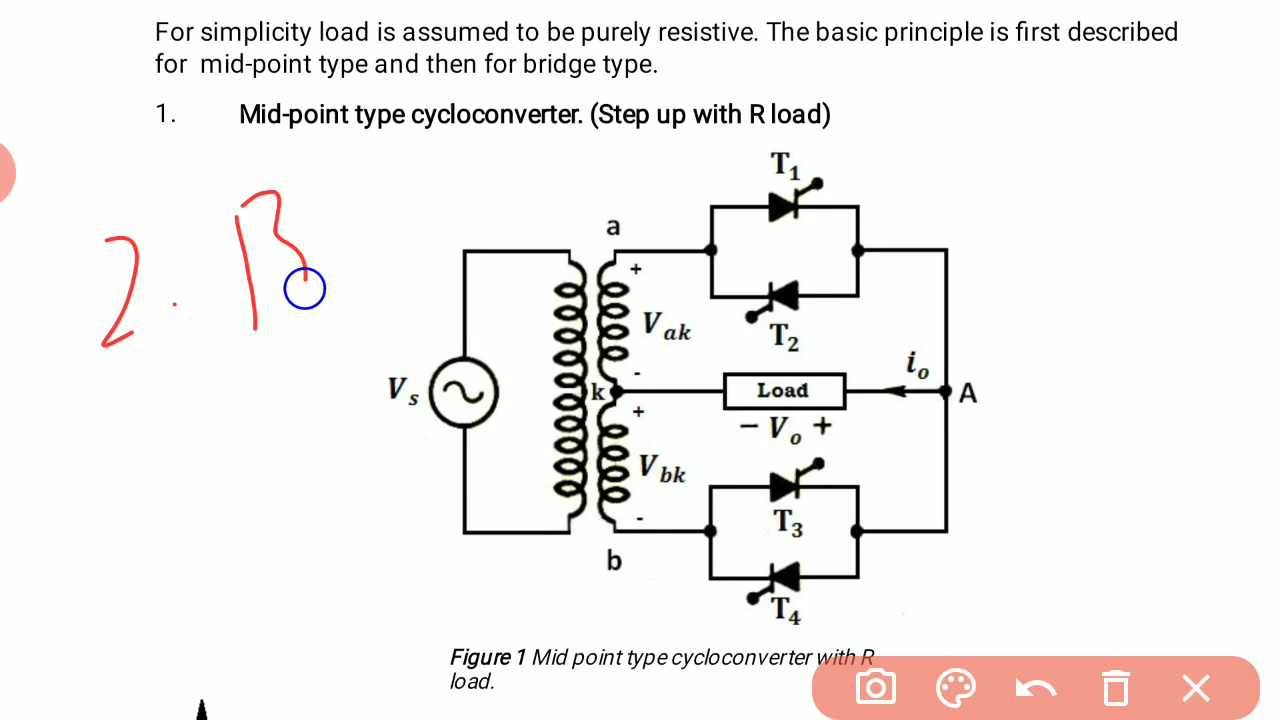 For simplicity load is assumed to be purely resistive. The basic principle is first described
for mid-point type and then for bridge type.
1. Mid-point type cycloconverter. (Step up with R load)
2. B
T1
a
+
Vak
T2
-
io
Vs
k
Load
A
+
- Vo +
Vbk
T3
-
b
T4
Figure 1 Mid point type cycloconverter with R
load.